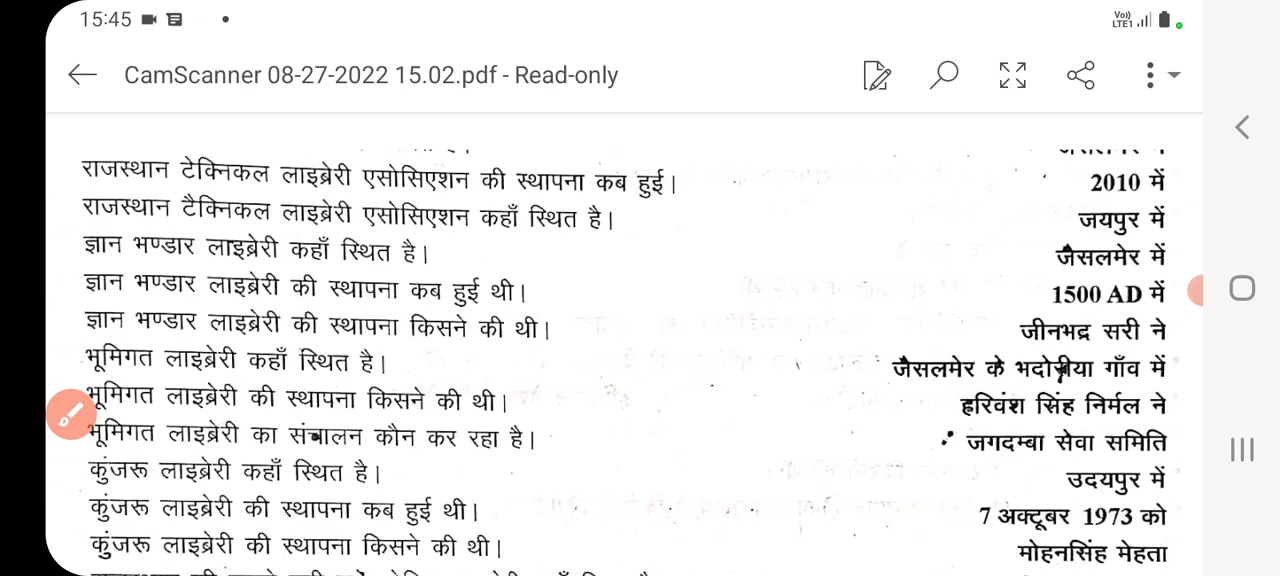 15:45
Vo)) LTE1
CamScanner 08-27-2022 15.02.pdf - Read-only
राजस्थान टेक्निकल लाइब्रेरी एसोसिएशन की स्थापना कब हुई। 2010 में
राजस्थान टैक्निकल लाइब्रेरी एसोसिएशन कहाँ स्थित है। जयपुर में
ज्ञान भण्डार लाइब्रेरी कहाँ स्थित है। जैसलमेर में
ज्ञान भण्डार लाइब्रेरी की स्थापना कब हुई थी। 1500 AD में
ज्ञान भण्डार लाइब्रेरी की स्थापना किसने की थी। जीनभद्र सरी ने
भूमिगत लाइब्रेरी कहाँ स्थित है। जैसलमेर के गाँव में
भूमिगत लाइब्रेरी की स्थापना किसने की थी। हरिवंश सिंह निर्मल ने
भूमिगत लाइब्रेरी का संचालन कौन कर रहा है। जगदम्बा सेवा समिति
कुंजरू लाइब्रेरी कहाँ स्थित है। उदयपुर में
कुंजरू लाइब्रेरी की स्थापना कब हुई थी। 7 अक्टूबर 1973 को
कुंजरू लाइब्रेरी की स्थापना किसने की थी। मोहनसिंह मेहता